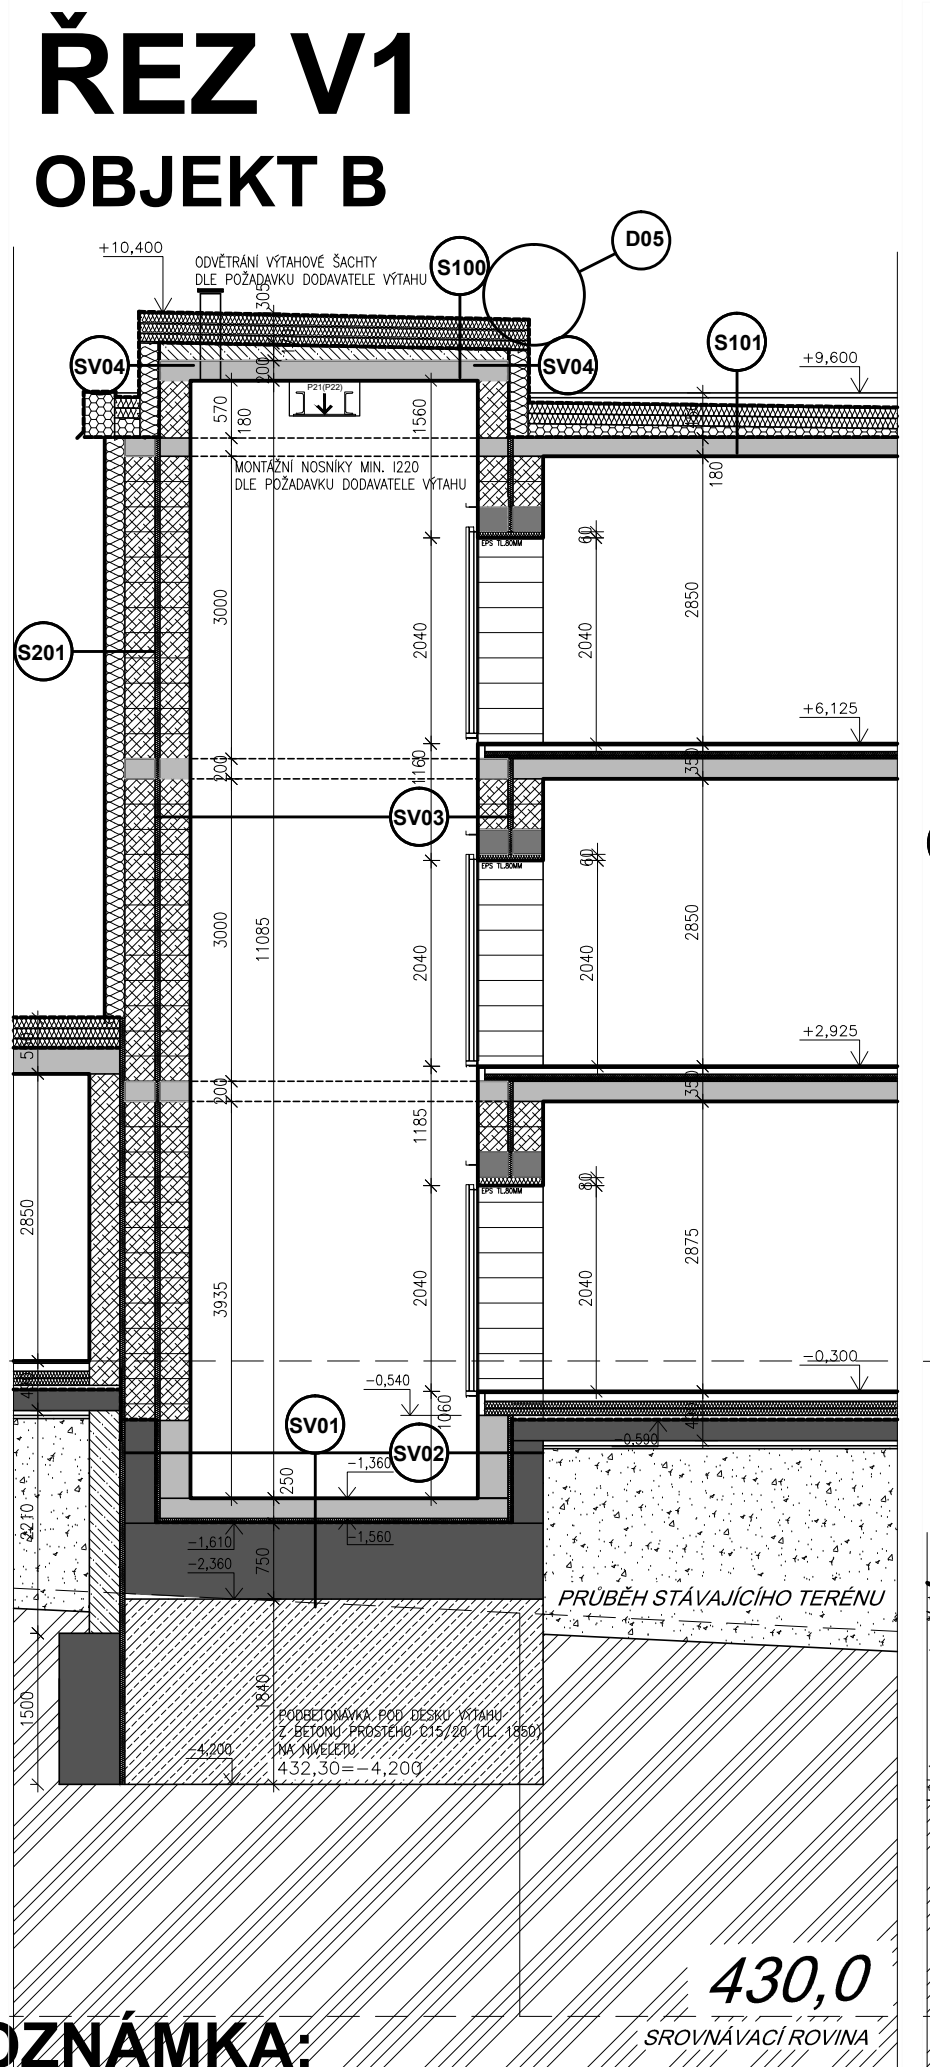 ŘEZ V1
OBJEKT B
+10,400
ODVĚTRÁNÍ VÝTAHOVÉ ŠACHTY
DLE POŽADAVKU DODAVATELE VÝTAHU
S100
D05
305
S101
SV04
200
SV04
+9,600
P21(P22)
570
180
1560
MONTÁŽNÍ NOSNÍKY MIN. I220
DLE POŽADAVKU DODAVATELE VÝTAHU
180
EPS TL.80MM
60
3000
2040
2040
2850
S201
+6,125
200
1160
350
SV03
60
EPS TL.80MM
3000
11085
2040
2040
2850
+2,925
200
350
1185
80
EPS TL.80MM
2850
3935
2040
2040
2875
-0,300
-0,540
1060
SV01
SV02
-0,590
-1,360
250
2210
-1,610
-1,560
-2,360
750
PRŮBĚH STÁVAJÍCÍHO TERÉNU
1500
1840
PODBETONÁVKA POD DESKU VÝTAHU
Z BETONU PROSTÉHO C15/20 (TL. 1850)
NA NIVELETU
-4,200
432,30=-4,200
430,0
SROVNÁVACÍ ROVINA
OZNÁMKA: